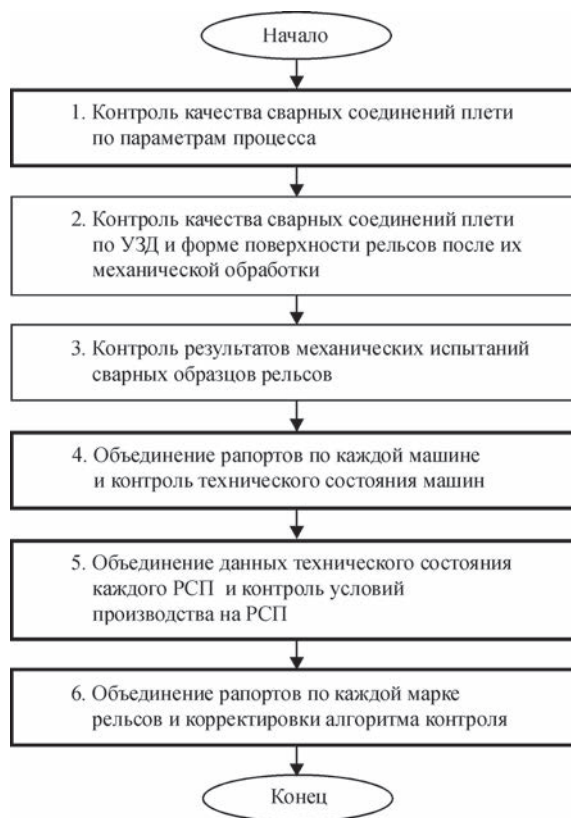 Начало
1. Контроль качества сварных соединений плети
по параметрам процесса
2. Контроль качества сварных соединений плети
по УЗД и форме поверхности рельсов после их
механической обработки
3. Контроль результатов механических испытаний
сварных образцов рельсов
4. Объединение рапортов по каждой машине
и контроль технического состояния машин
5. Объединение данных технического состояния
каждого РСП и контроль условий
производства на РСП
6. Объединение рапортов по каждой марке
рельсов и корректировки алгоритма контроля
Конец